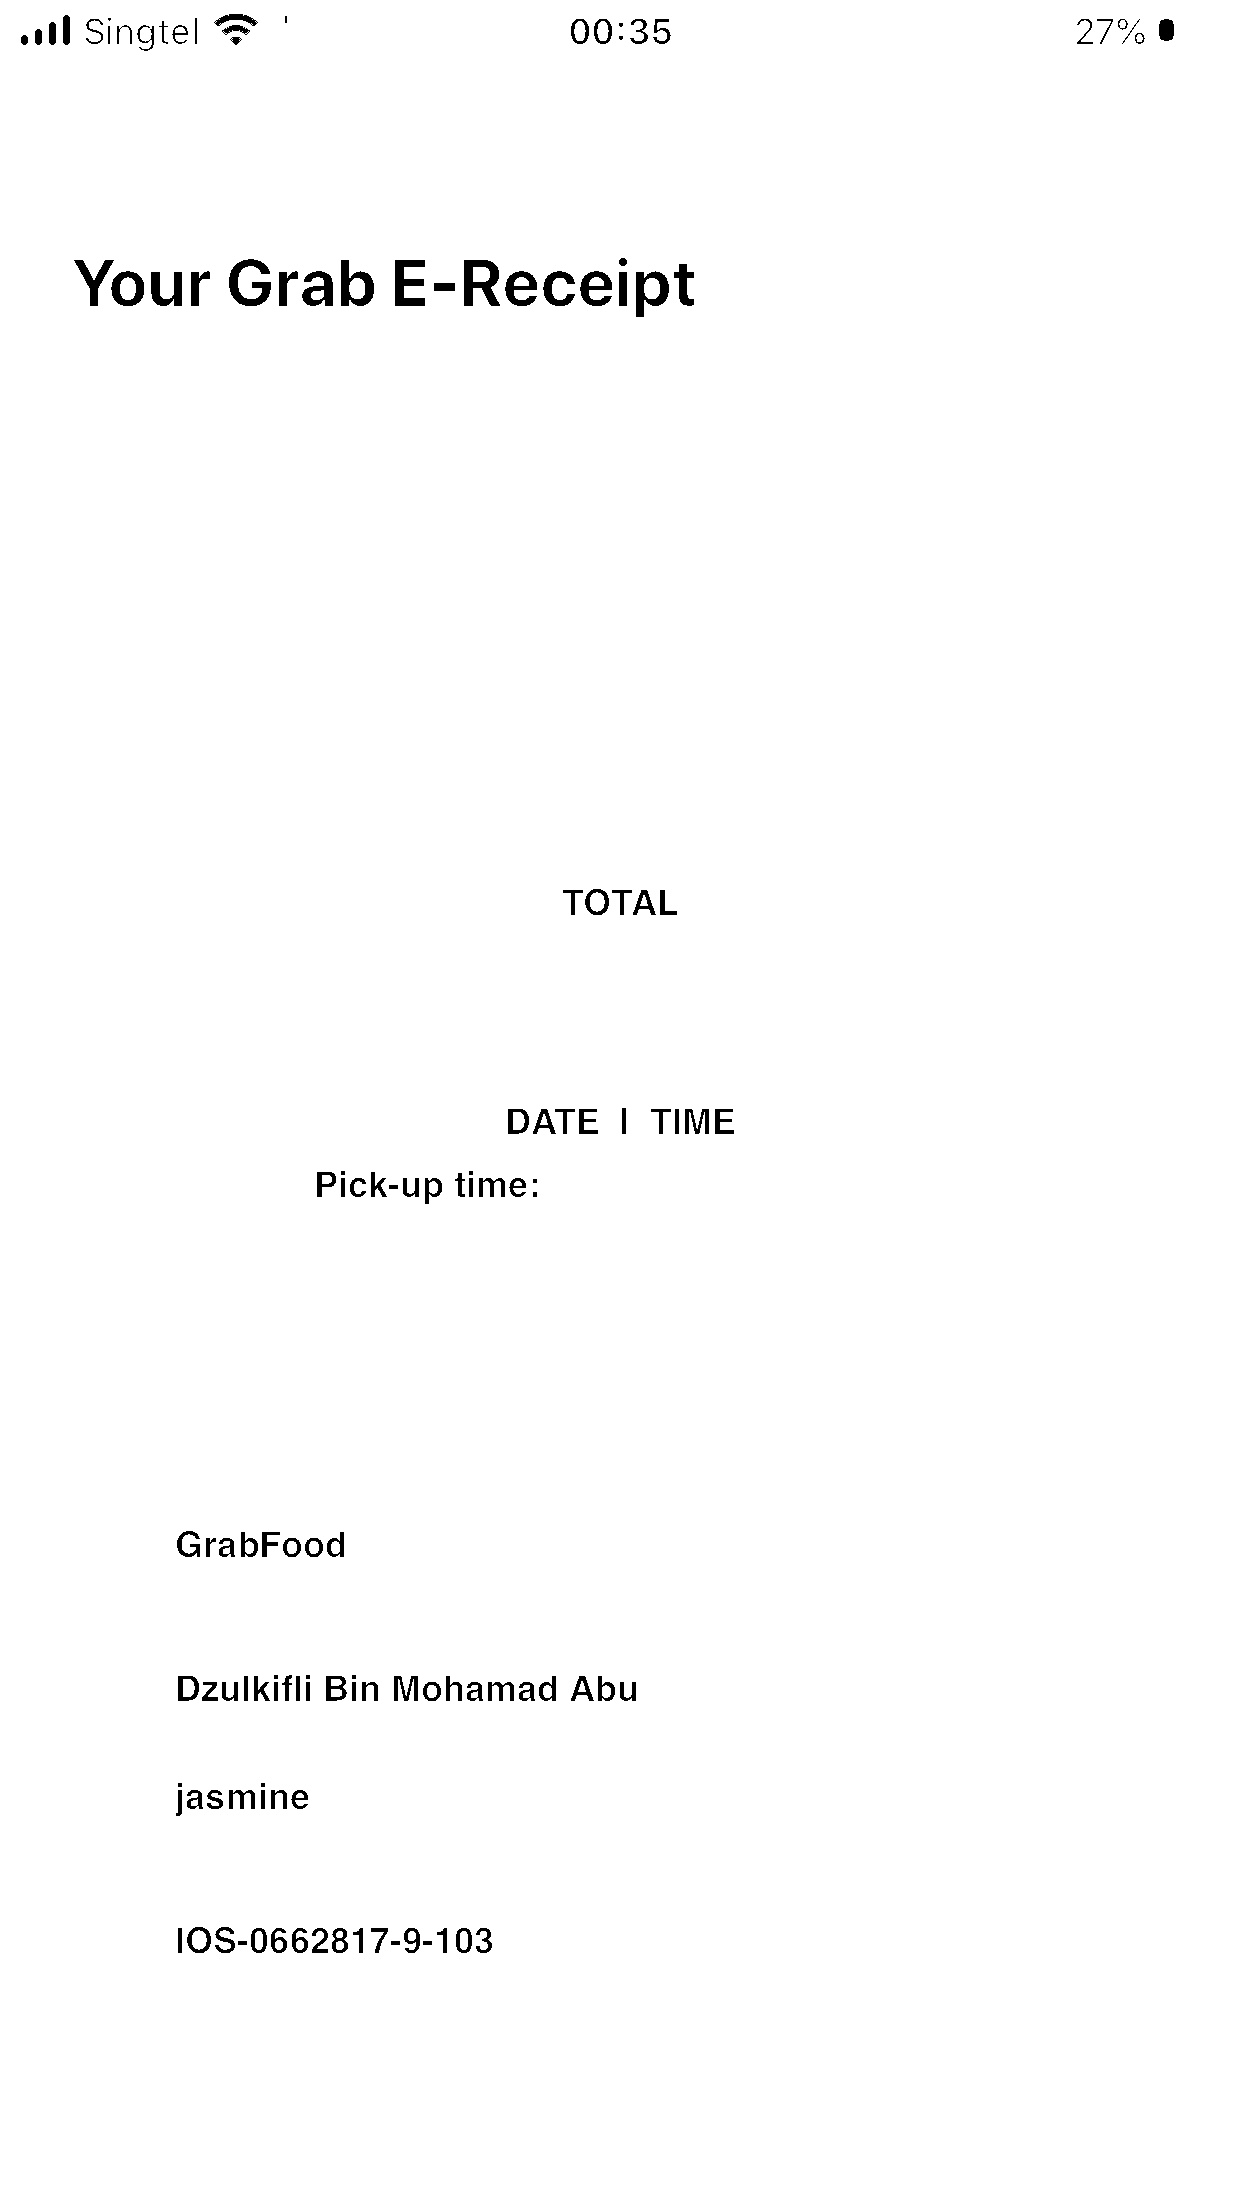 Singtel 00:35 27%
Your Grab E-Receipt
TOTAL
DATE | TIME
Pick-up time:
GrabFood
Dzulkifli Bin Mohamad Abu
jasmine
IOS-0662817-9-103